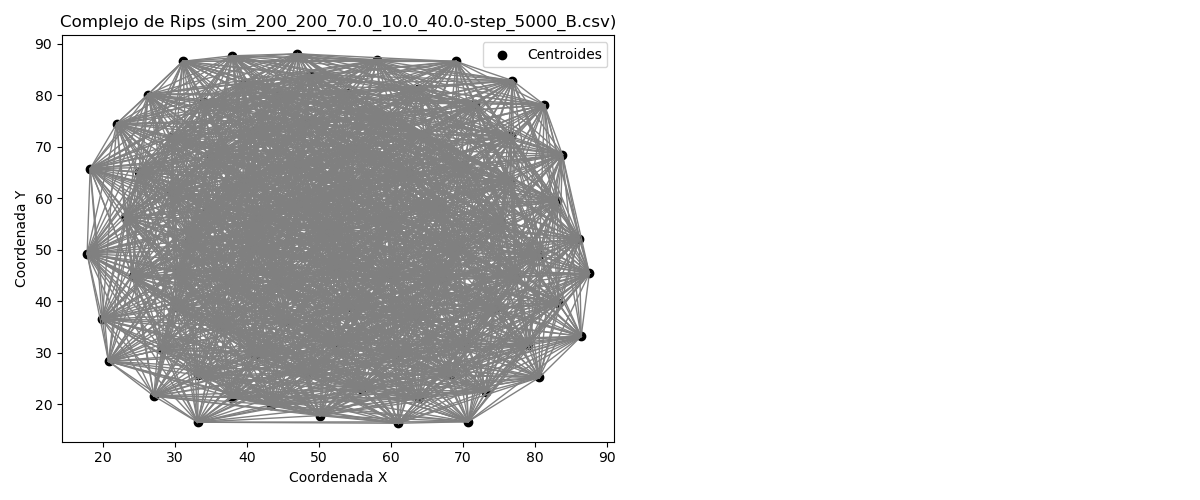 Complejo de Rips (sim_200_200_70.0_10.0_40.0-step_5000_B.csv)
Centroides
90
80
70
60
50
40
30
20
Coordenada Y
20 30 40 50 60 70 80 90
Coordenada X